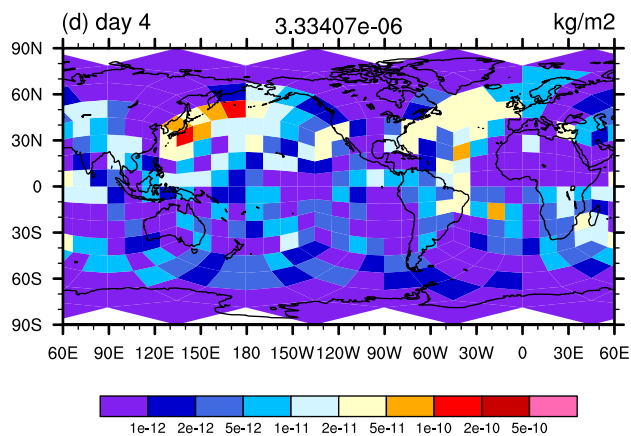 (d) day 4 3.33407e-06 kg/m2
90N
60N
30N
0
30S
60S
90S
60E 90E 120E 150E 180 150W 120W 90W 60W 30W 0 30E 60E
1e-12 2e-12 5e-12 1e-11 2e-11 5e-11 1e-10 2e-10 5e-10